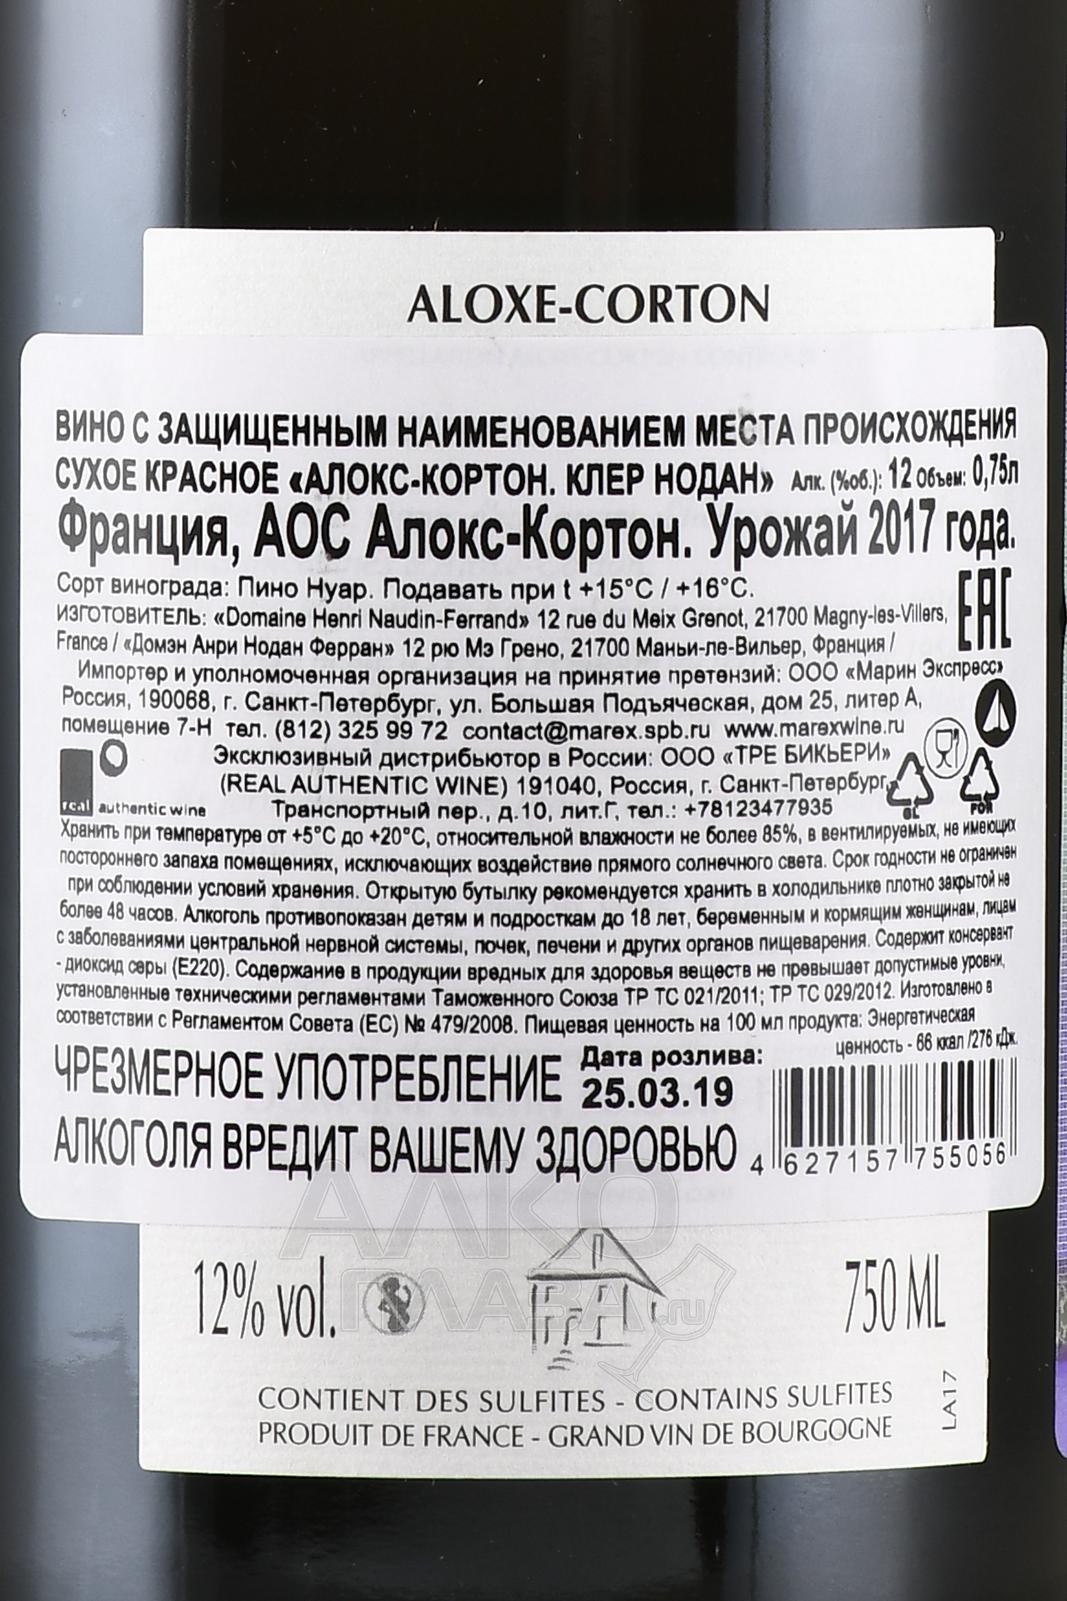 ALOXE-CORTON
ВИНО С ЗАЩИЩЕННЫМ НАИМЕНОВАНИЕМ МЕСТА ПРОИСХОЖДЕНИЯ
СУХОЕ КРАСНОЕ «АЛОКС-КОРТОН. КЛЕР НОДАН» Алк. (%об.): 12 Объем: 0,75л
Франция, АОС Алокс-Кортон. Урожай 2017 года.
Сорт винограда: Пино Нуар. Подавать при t +15°C / +16°C.
ИЗГОТОВИТЕЛЬ: «Domaine Henri Naudin-Ferrand» 12 rue du Meix Grenot, 21700 Magny-les-Villers,
France / «Домэн Анри Нодан Ферран» 12 рю Мэ Грено, 21700 Маньи-ле-Вильер, Франция /
EAC
Импортер и уполномоченная организация на принятие претензий: ООО «Марин Экспресс»
Россия, 190068, г. Санкт-Петербург, ул. Большая Подъяческая, дом 25, литер А,
помещение 7-Н тел. (812) 325 99 72 contact@marex.spb.ru www.marexwine.ru
Эксклюзивный дистрибьютор в России: ООО «ТРЕ БИКЬЕРИ»
(REAL AUTHENTIC WINE) 191040, Россия, г. Санкт-Петербург,
real authentic wine Транспортный пер., д.10, лит.Г, тел.: +78123477935
GL
FOR
Хранить при температуре от +5°С до +20°С, относительной влажности не более 85%, в вентилируемых, не имеющих
постороннего запаха помещениях, исключающих воздействие прямого солнечного света. Срок годности не ограничен
при соблюдении условий хранения. Открытую бутылку рекомендуется хранить в холодильнике плотно закрытой не
более 48 часов. Алкоголь противопоказан детям и подросткам до 18 лет, беременным и кормящим женщинам, лицам
с заболеваниями центральной нервной системы, почек, печени и других органов пищеварения. Содержит консервант
- диоксид серы (Е220). Содержание в продукции вредных для здоровья веществ не превышает допустимые уровни,
установленные техническими регламентами Таможенного Союза ТР ТС 021/2011; ТР ТС 029/2012. Изготовлено в
соответствии с Регламентом Совета (ЕС) № 479/2008. Пищевая ценность на 100 мл продукта: Энергетическая
ценность - 66 ккал /276 кДж.
ЧРЕЗМЕРНОЕ УПОТРЕБЛЕНИЕ
АЛКОГОЛЯ ВРЕДИТ ВАШЕМУ ЗДОРОВЬЮ
Дата розлива:
25.03.19
4 627157 755056
АЛКО
ГЛАВА.ru
12% vol.
750 ML
CONTIENT DES SULFITES - CONTAINS SULFITES
PRODUIT DE FRANCE - GRAND VIN DE BOURGOGNE
LA17